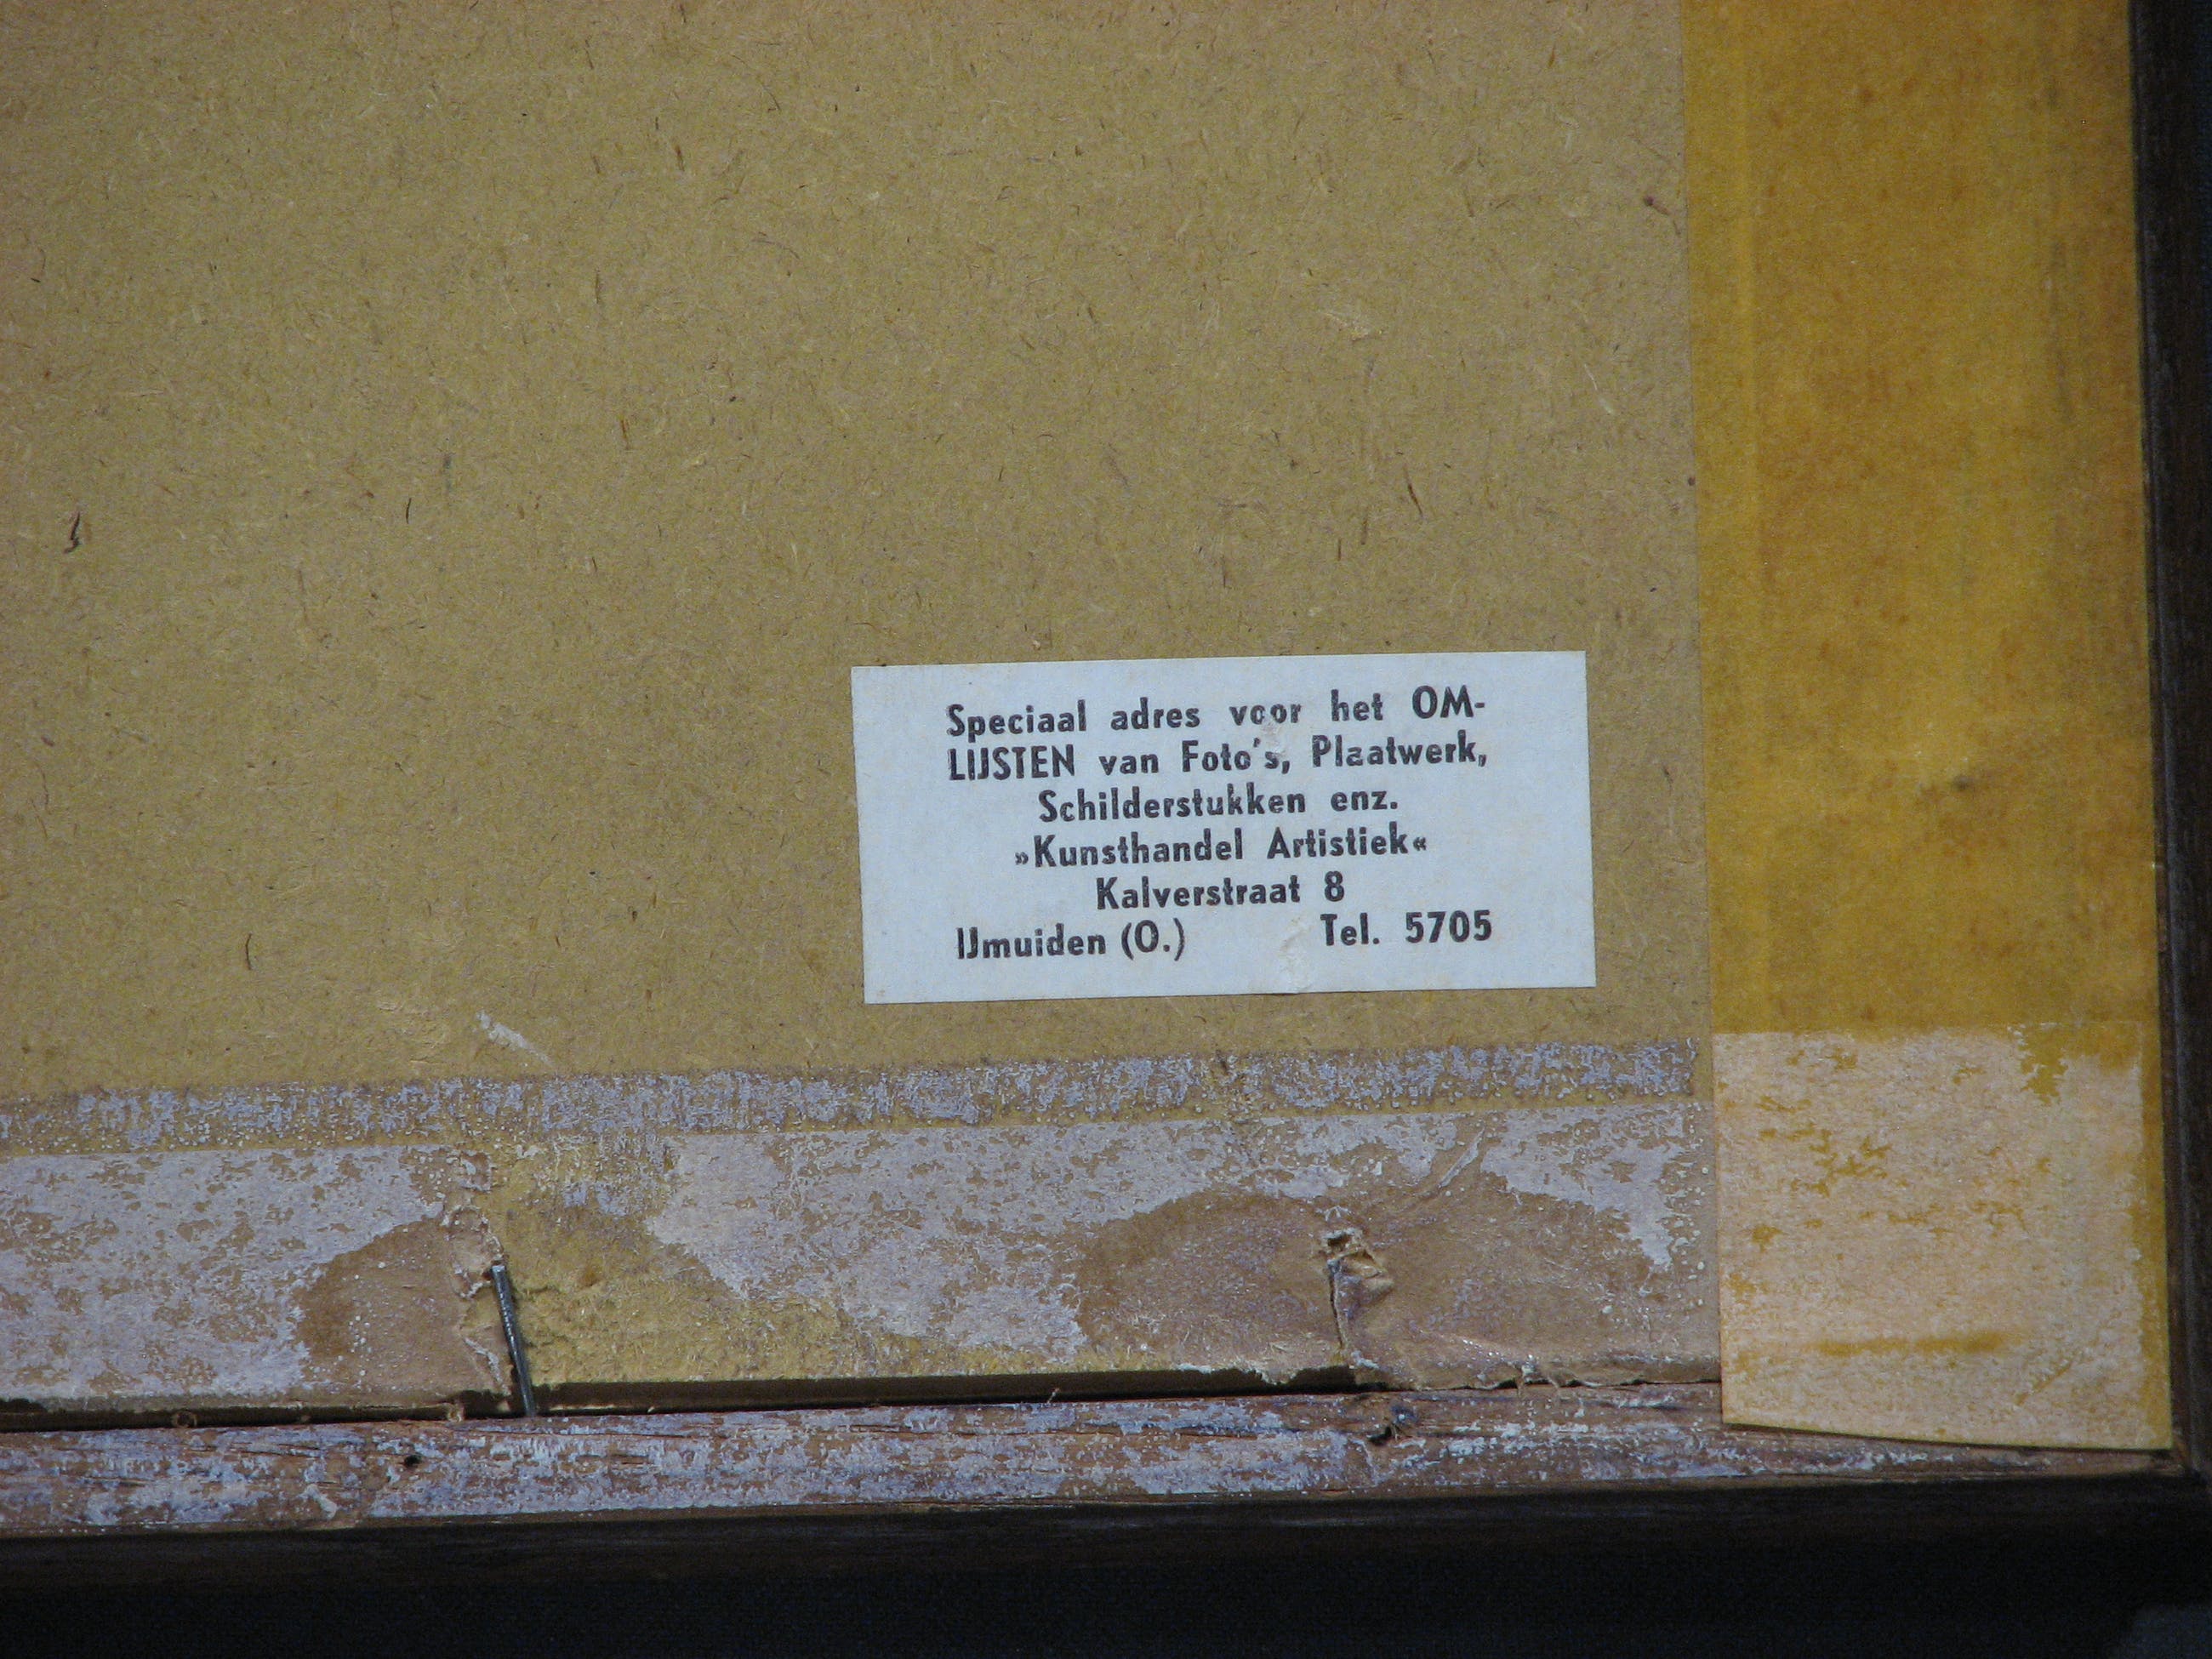 Speciaal adres voor het OM-
LIJSTEN van Foto's, Plaatwerk,
Schilderstukken enz.
»Kunsthandel Artistiek«
Kalverstraat 8
IJmuiden (O.) Tel. 5705